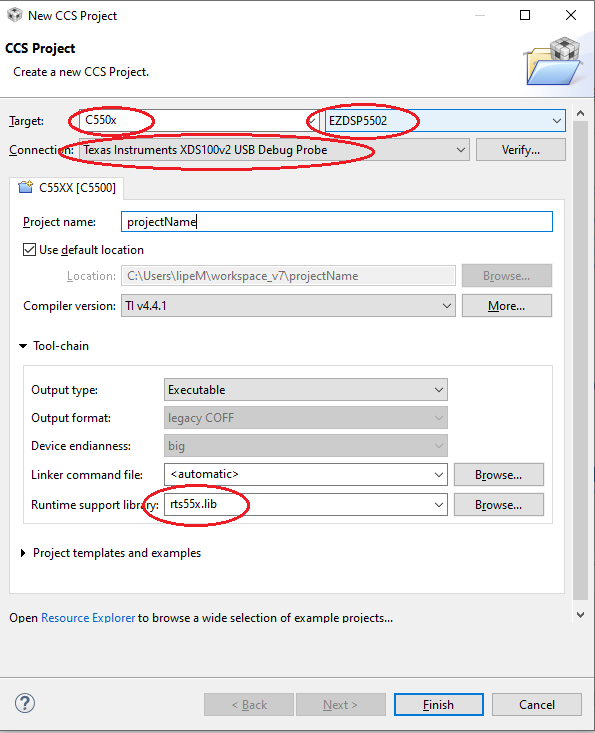 New CCS Project
CCS Project
Create a new CCS Project.
Target: C550x EZDSP5502
Connection: Texas Instruments XDS100v2 USB Debug Probe Verify...
C55XX [C5500]
Project name: projectName
Use default location
Location: C:\Users\lipeM\workspace_v7\projectName Browse...
Compiler version: TI v4.4.1 More...
Tool-chain
Output type: Executable
Output format: legacy COFF
Device endianness: big
Linker command file: <automatic> Browse...
Runtime support library: rts55x.lib Browse...
Project templates and examples
Open Resource Explorer to browse a wide selection of example projects...
? < Back Next > Finish Cancel